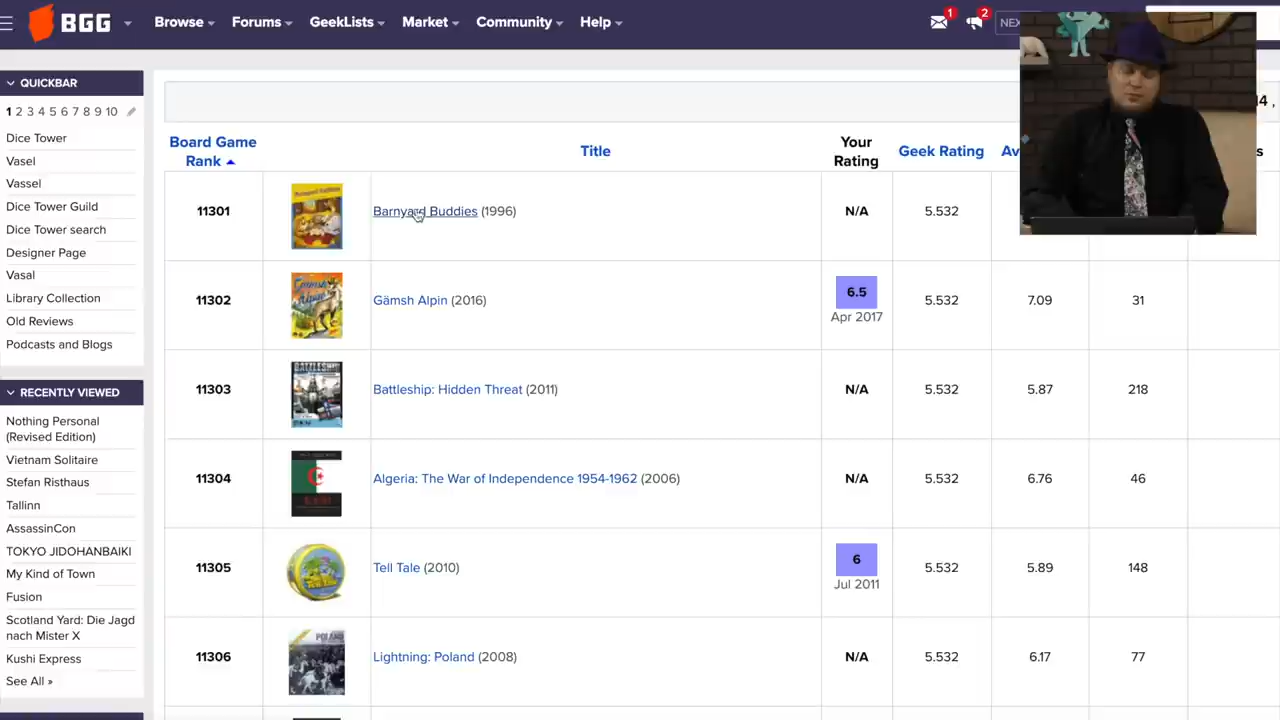 BGG
Browse
Forums
GeekLists
Market
Community
Help
1
2
NEX
QUICKBAR
1 2 3 4 5 6 7 8 9 10
Dice Tower
Vasel
Vassel
Dice Tower Guild
Dice Tower search
Designer Page
Vasal
Library Collection
Old Reviews
Podcasts and Blogs
RECENTLY VIEWED
Nothing Personal
(Revised Edition)
Vietnam Solitaire
Stefan Risthaus
Tallinn
AssassinCon
TOKYO JIDOHANBAIKI
My Kind of Town
Fusion
Scotland Yard: Die Jagd
nach Mister X
Kushi Express
See All »
14 ,
Board Game
Rank
Title
Your
Rating
Geek Rating
Av
s
11301
Barnyard Buddies (1996)
N/A
5.532
11302
Gämsh Alpin (2016)
6.5
Apr 2017
5.532
7.09
31
11303
BATTLESHIP
Battleship: Hidden Threat (2011)
N/A
5.532
5.87
218
11304
Algeria: The War of Independence 1954-1962 (2006)
N/A
5.532
6.76
46
11305
Tell Tale (2010)
6
Jul 2011
5.532
5.89
148
11306
POLAND
Lightning: Poland (2008)
N/A
5.532
6.17
77